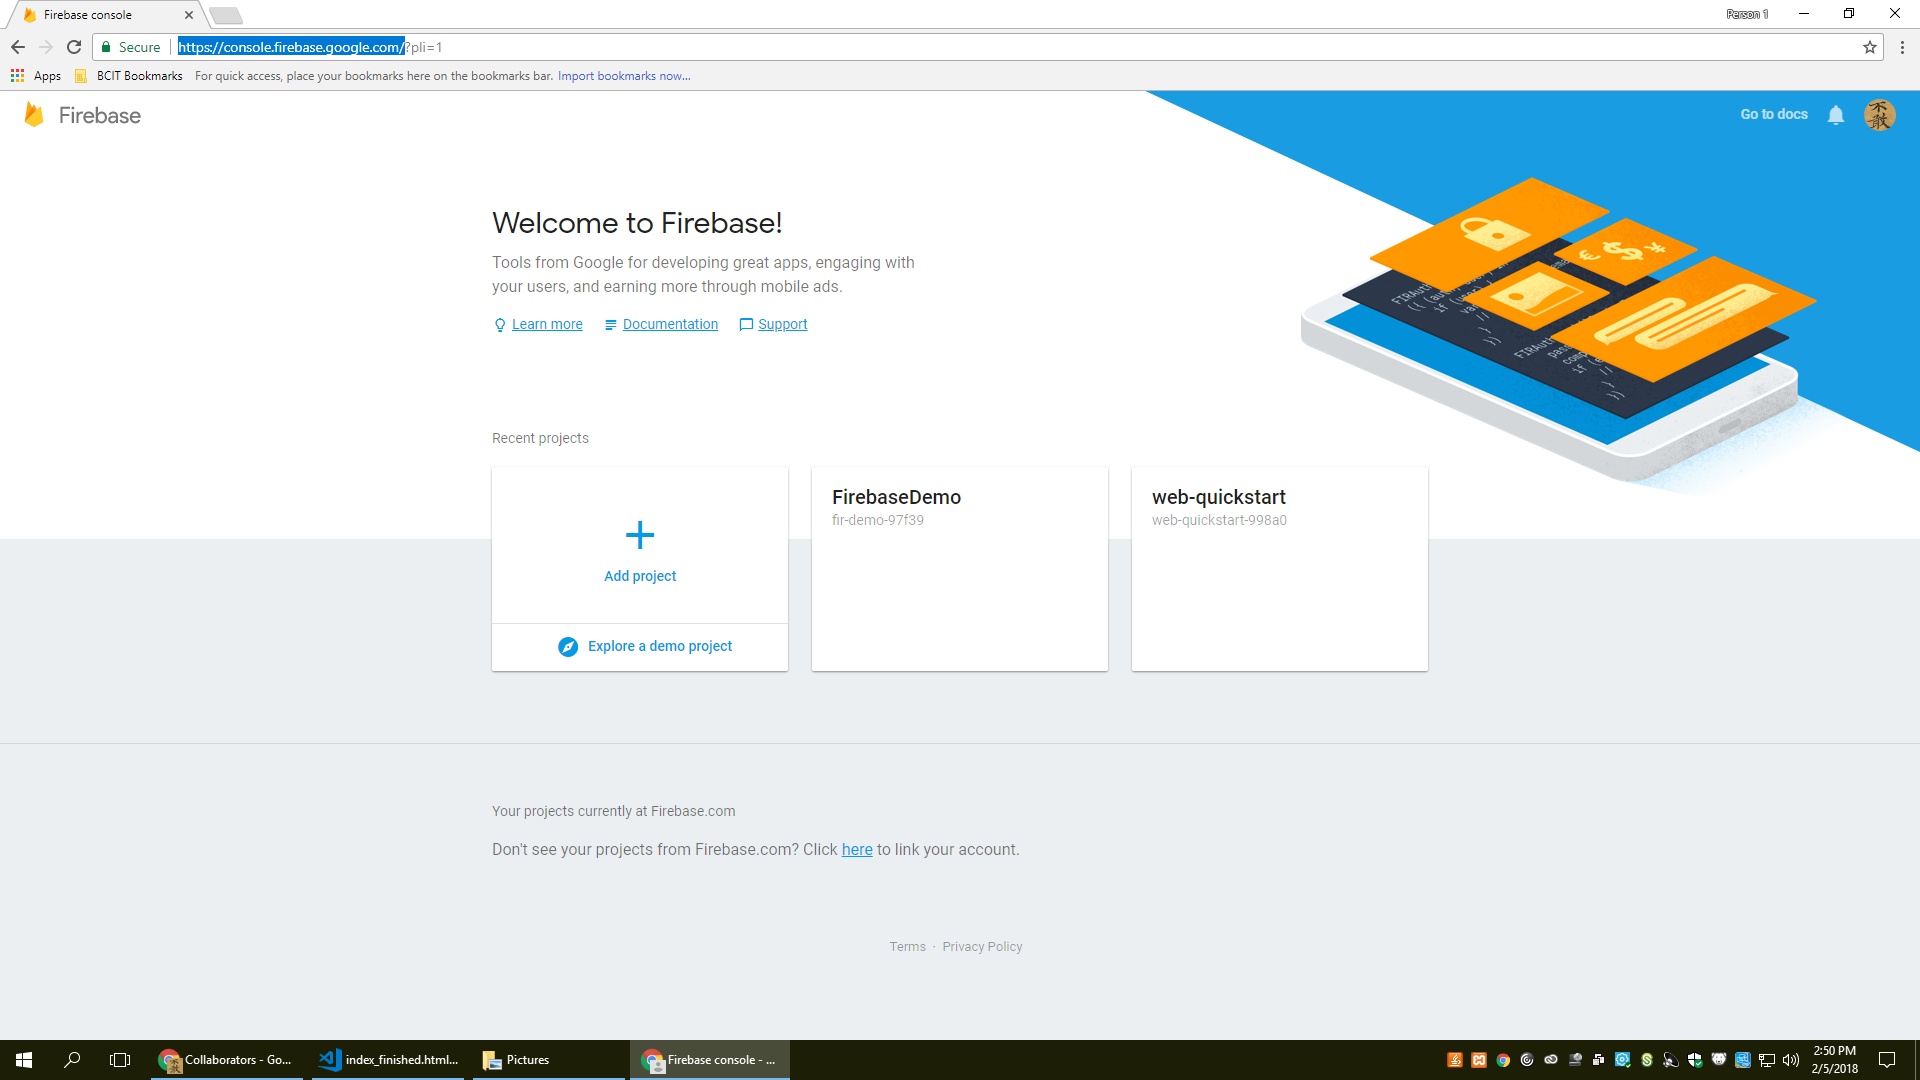 Firebase console
Person 1
Secure
https://console.firebase.google.com/?pli=1
Apps
BCIT Bookmarks
For quick access, place your bookmarks here on the bookmarks bar. Import bookmarks now...
Firebase
Go to docs
不敢
Welcome to Firebase!
Tools from Google for developing great apps, engaging with
your users, and earning more through mobile ads.
Learn more
Documentation
Support
Recent projects
Add project
Explore a demo project
FirebaseDemo
fir-demo-97f39
web-quickstart
web-quickstart-998a0
Your projects currently at Firebase.com
Don't see your projects from Firebase.com? Click here to link your account.
Terms · Privacy Policy
Collaborators - Go...
index_finished.html...
Pictures
Firebase console - ...
2:50 PM
2/5/2018